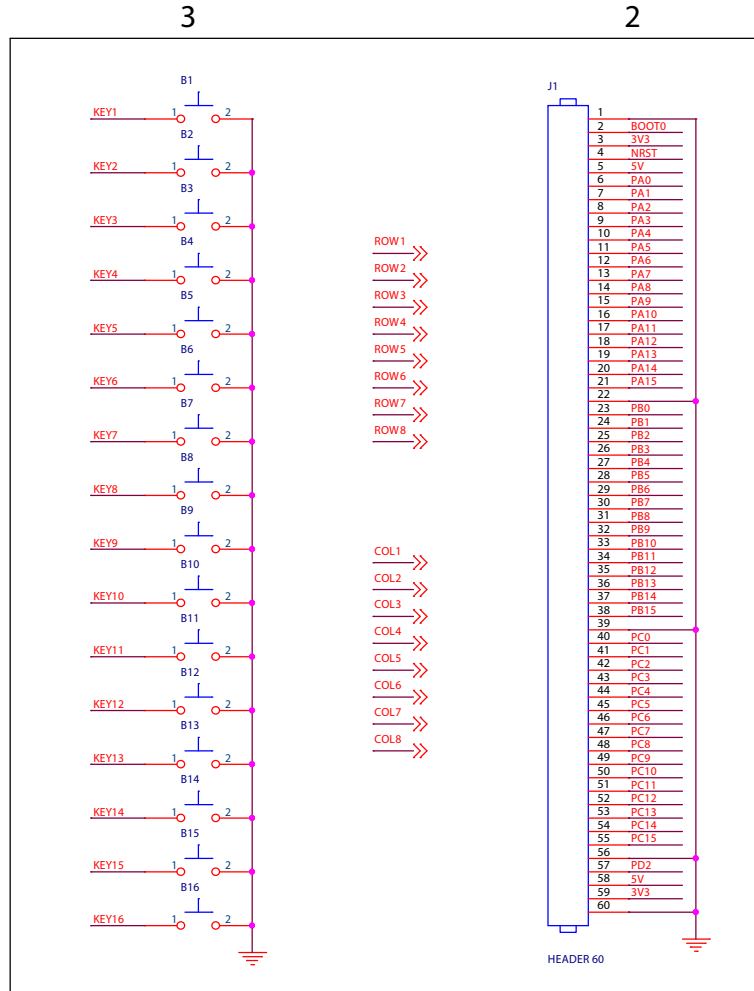 3
2
B1
KEY1 1 2
B2
KEY2 1 2
B3
KEY3 1 2
B4
KEY4 1 2
B5
KEY5 1 2
B6
KEY6 1 2
B7
KEY7 1 2
B8
KEY8 1 2
B9
KEY9 1 2
B10
KEY10 1 2
B11
KEY11 1 2
B12
KEY12 1 2
B13
KEY13 1 2
B14
KEY14 1 2
B15
KEY15 1 2
B16
KEY16 1 2
ROW1
ROW2
ROW3
ROW4
ROW5
ROW6
ROW7
ROW8
COL1
COL2
COL3
COL4
COL5
COL6
COL7
COL8
J1
1
2 BOOT0
3 3V3
4 NRST
5 5V
6 PA0
7 PA1
8 PA2
9 PA3
10 PA4
11 PA5
12 PA6
13 PA7
14 PA8
15 PA9
16 PA10
17 PA11
18 PA12
19 PA13
20 PA14
21 PA15
22
23 PB0
24 PB1
25 PB2
26 PB3
27 PB4
28 PB5
29 PB6
30 PB7
31 PB8
32 PB9
33 PB10
34 PB11
35 PB12
36 PB13
37 PB14
38 PB15
39
40 PC0
41 PC1
42 PC2
43 PC3
44 PC4
45 PC5
46 PC6
47 PC7
48 PC8
49 PC9
50 PC10
51 PC11
52 PC12
53 PC13
54 PC14
55 PC15
56
57 PD2
58 5V
59 3V3
60
HEADER 60